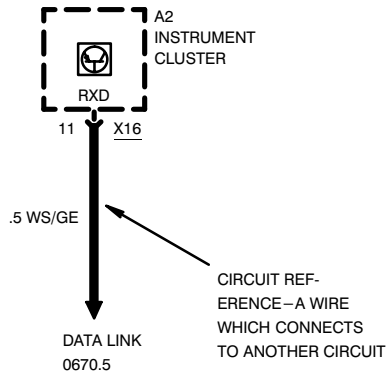 A2
INSTRUMENT
CLUSTER
RXD
11 X16
.5 WS/GE
CIRCUIT REF-
ERENCE–A WIRE
WHICH CONNECTS
TO ANOTHER CIRCUIT
DATA LINK
0670.5